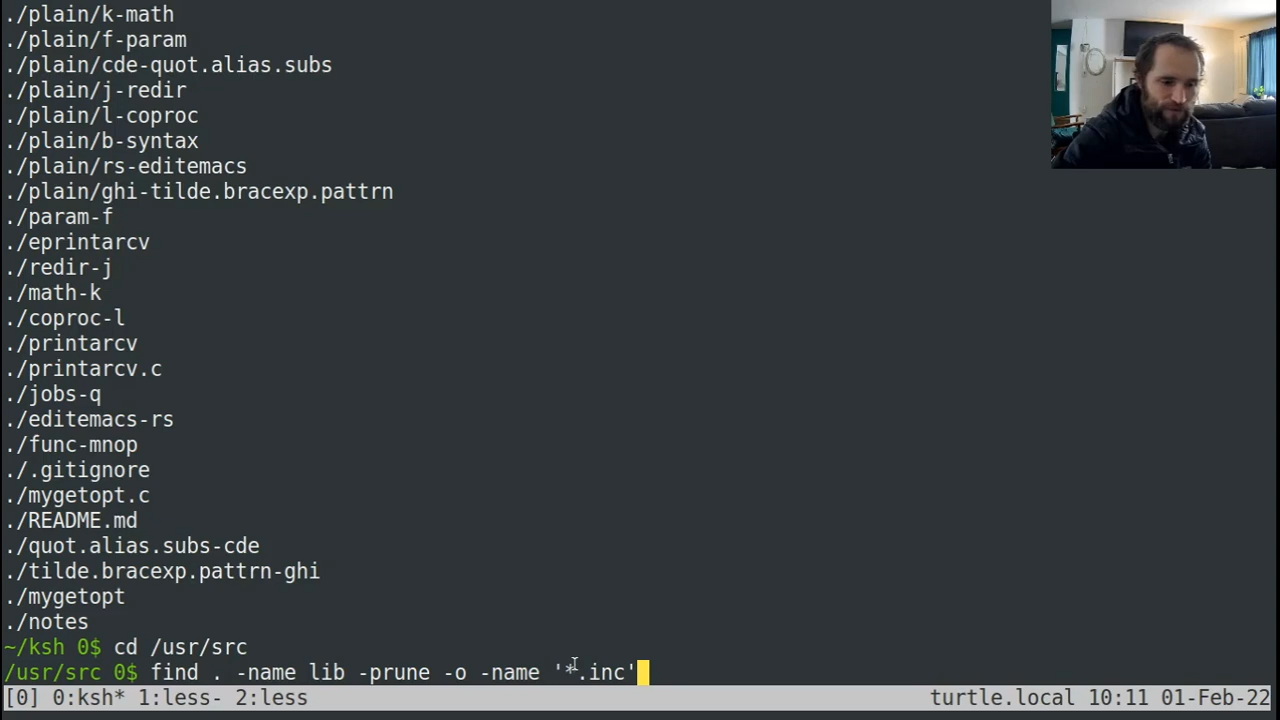 ./plain/k-math
./plain/f-param
./plain/cde-quot.alias.subs
./plain/j-redir
./plain/l-coproc
./plain/b-syntax
./plain/rs-editemacs
./plain/ghi-tilde.bracexp.pattrn
./param-f
./eprintarcv
./redir-j
./math-k
./coproc-l
./printarcv
./printarcv.c
./jobs-q
./editemacs-rs
./func-mnop
./.gitignore
./mygetopt.c
./README.md
./quot.alias.subs-cde
./tilde.bracexp.pattrn-ghi
./mygetopt
./notes
~/ksh 0$ cd /usr/src
/usr/src 0$ find . -name lib -prune -o -name '*.inc'
[0] 0:ksh* 1:less- 2:less turtle.local 10:11 01-Feb-22